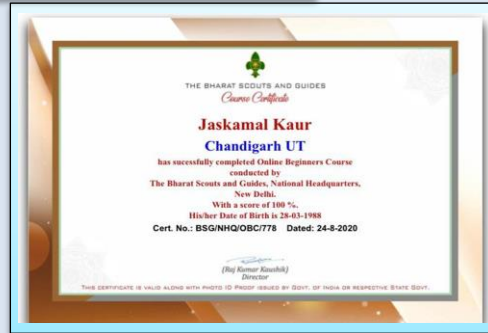 THE BHARAT SCOUTS AND GUIDES
Course Certificate
Jaskamal Kaur
Chandigarh UT
has sucessfully completed Online Beginners Course
conducted by
The Bharat Scouts and Guides, National Headquarters,
New Delhi.
With a score of 100 %.
His/her Date of Birth is 28-03-1988
Cert. No.: BSG/NHQ/OBC/778 Dated: 24-8-2020
(Raj Kumar Kaushik)
Director
THIS CERTIFICATE IS VALID ALONG WITH PHOTO ID PROOF ISSUED BY GOVT. OF INDIA OR RESPECTIVE STATE GOVT.